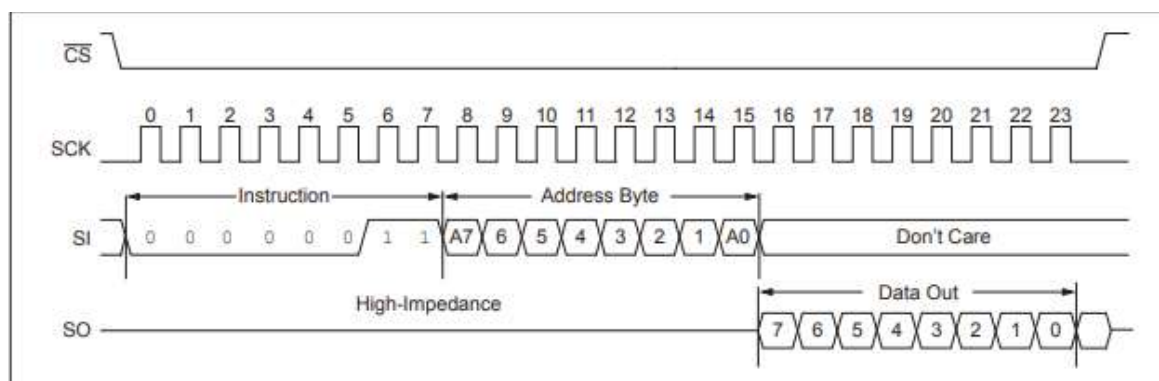 CS
0 1 2 3 4 5 6 7 8 9 10 11 12 13 14 15 16 17 18 19 20 21 22 23
SCK
Instruction Address Byte
SI 0 0 0 0 0 0 1 1 A7 6 5 4 3 2 1 A0 Don't Care
High-Impedance Data Out
SO 7 6 5 4 3 2 1 0